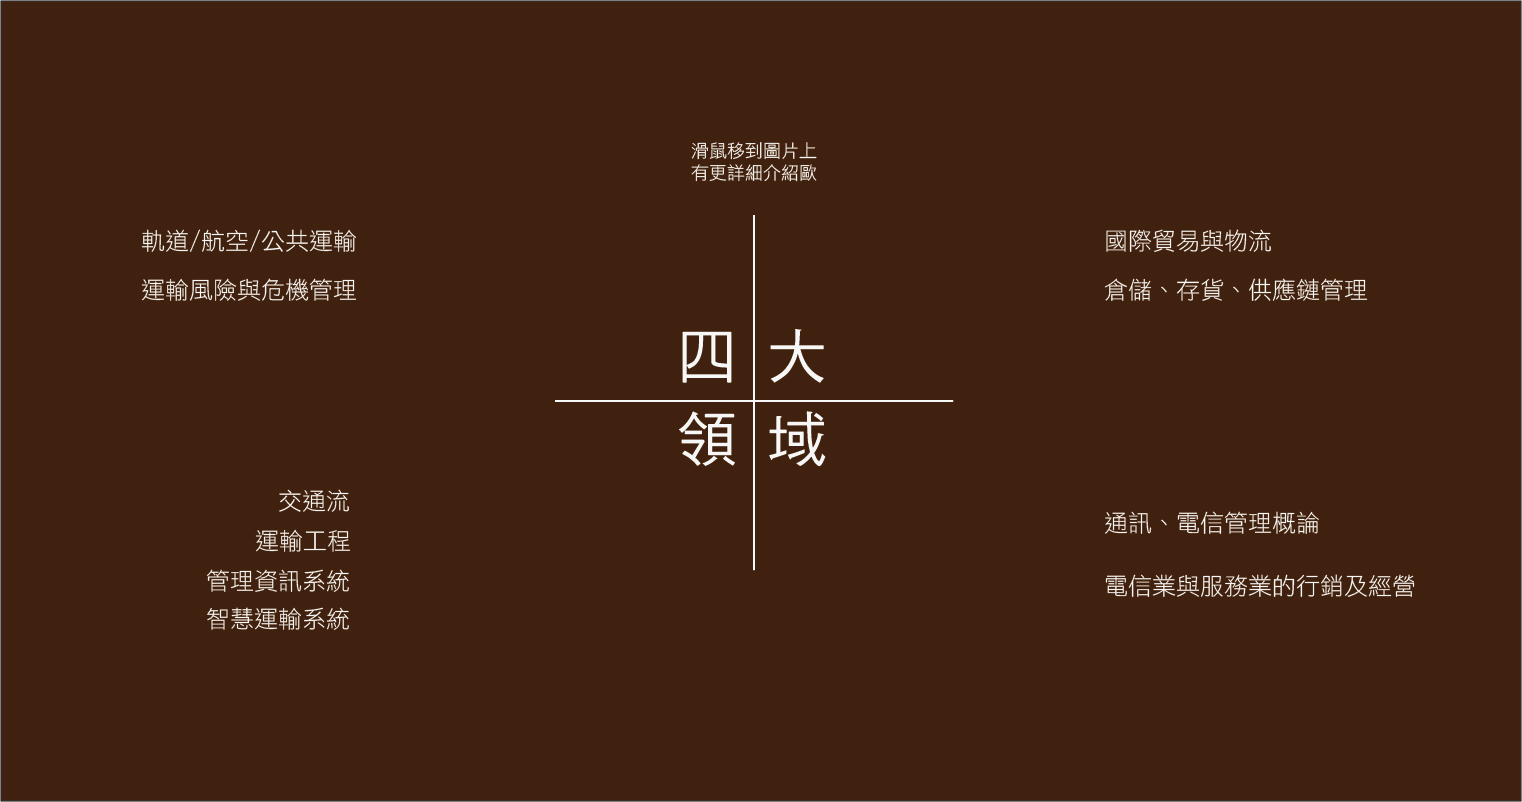 滑鼠移到圖片上
有更詳細介紹歐
軌道/航空/公共運輸
運輸風險與危機管理
國際貿易與物流
倉儲、存貨、供應鏈管理
四大
領域
交通流
運輸工程
管理資訊系統
智慧運輸系統
通訊、電信管理概論
電信業與服務業的行銷及經營